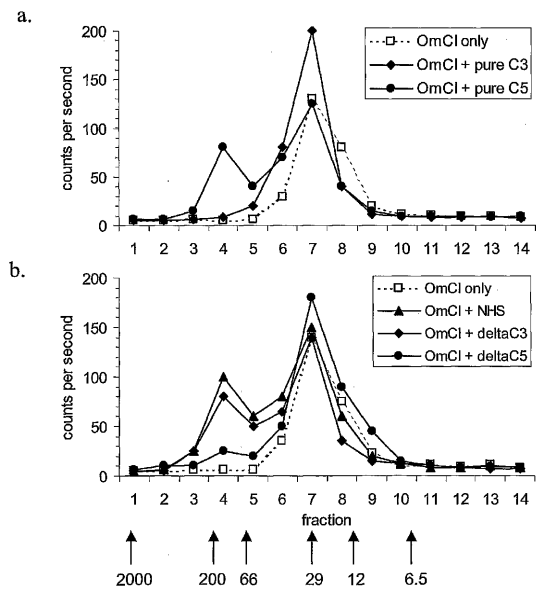 a.
200
150
100
50
0
counts per second
OmCI only
OmCI + pure C3
OmCI + pure C5
1 2 3 4 5 6 7 8 9 10 11 12 13 14
b.
200
150
100
50
0
counts per second
OmCI only
OmCI + NHS
OmCI + deltaC3
OmCI + deltaC5
1 2 3 4 5 6 7 8 9 10 11 12 13 14
fraction
2000 200 66 29 12 6.5